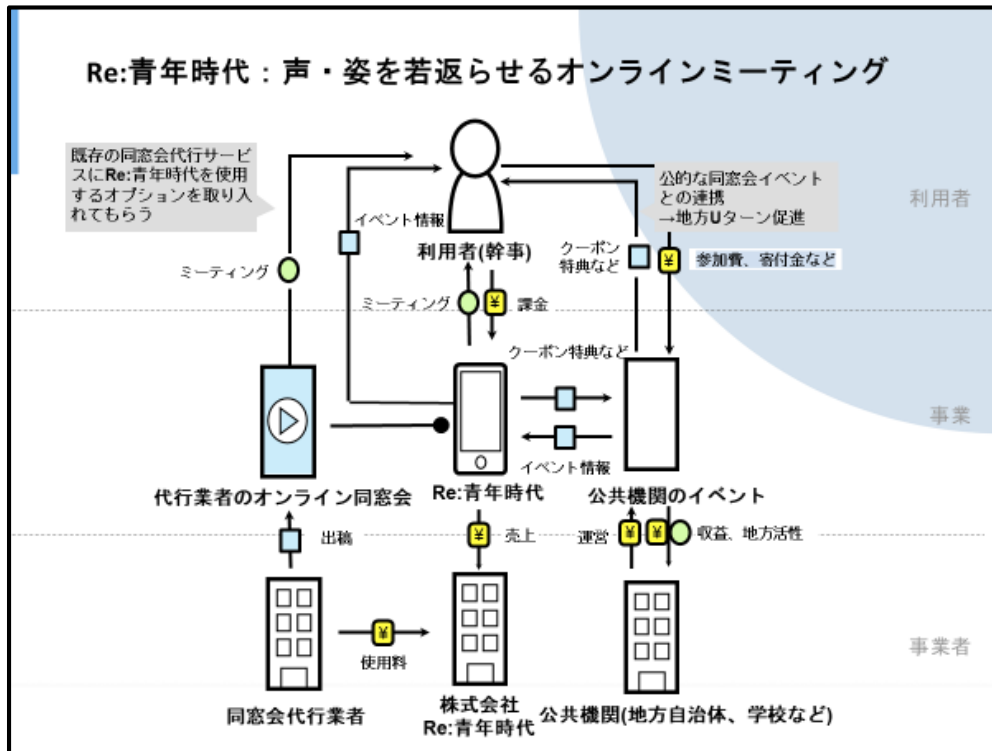 Re:青年時代：声・姿を若返らせるオンラインミーティング
既存の同窓会代行サービ
スにRe:青年時代を使用
するオプションを取り入
れてもらう
公的な同窓会イベント
との連携
→地方Uターン促進
利用者
イベント情報
利用者(幹事)
クーポン
特典など
¥
参加費、寄付金など
ミーティング
ミーティング
¥
課金
クーポン特典など
事業
イベント情報
代行業者のオンライン同窓会
Re:青年時代
公共機関のイベント
出稿
¥
売上
運営
¥
¥
収益、地方活性
事業者
¥
使用料
同窓会代行業者
株式会社
Re:青年時代
公共機関(地方自治体、学校など)